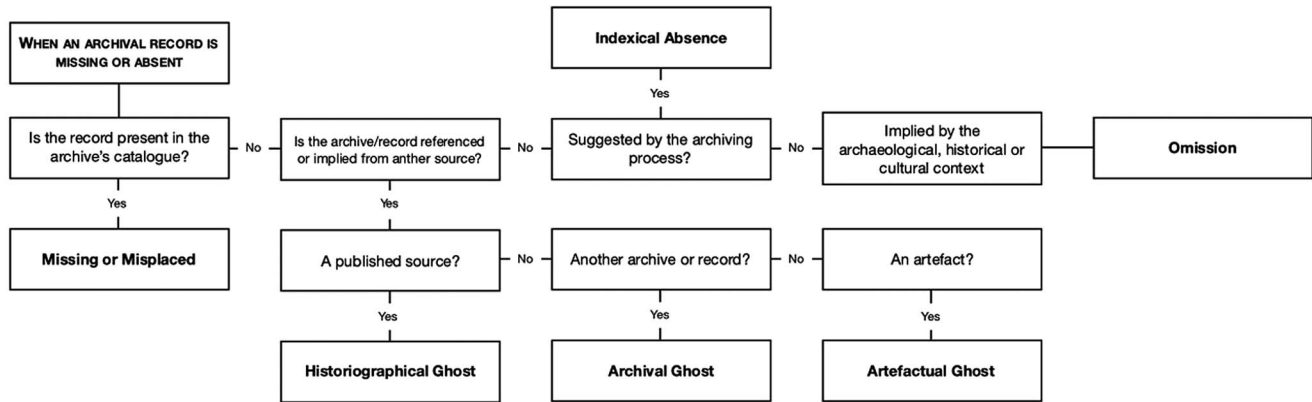 WHEN AN ARCHIVAL RECORD IS
MISSING OR ABSENT
Indexical Absence
Yes
Is the record present in the
archive's catalogue?
No
Is the archive/record referenced
or implied from anther source?
No
Suggested by the archiving
process?
No
Implied by the
archaeological, historical or
cultural context
Omission
Yes
Yes
Missing or Misplaced
A published source?
No
Another archive or record?
No
An artefact?
Yes
Yes
Yes
Historiographical Ghost
Archival Ghost
Artefactual Ghost